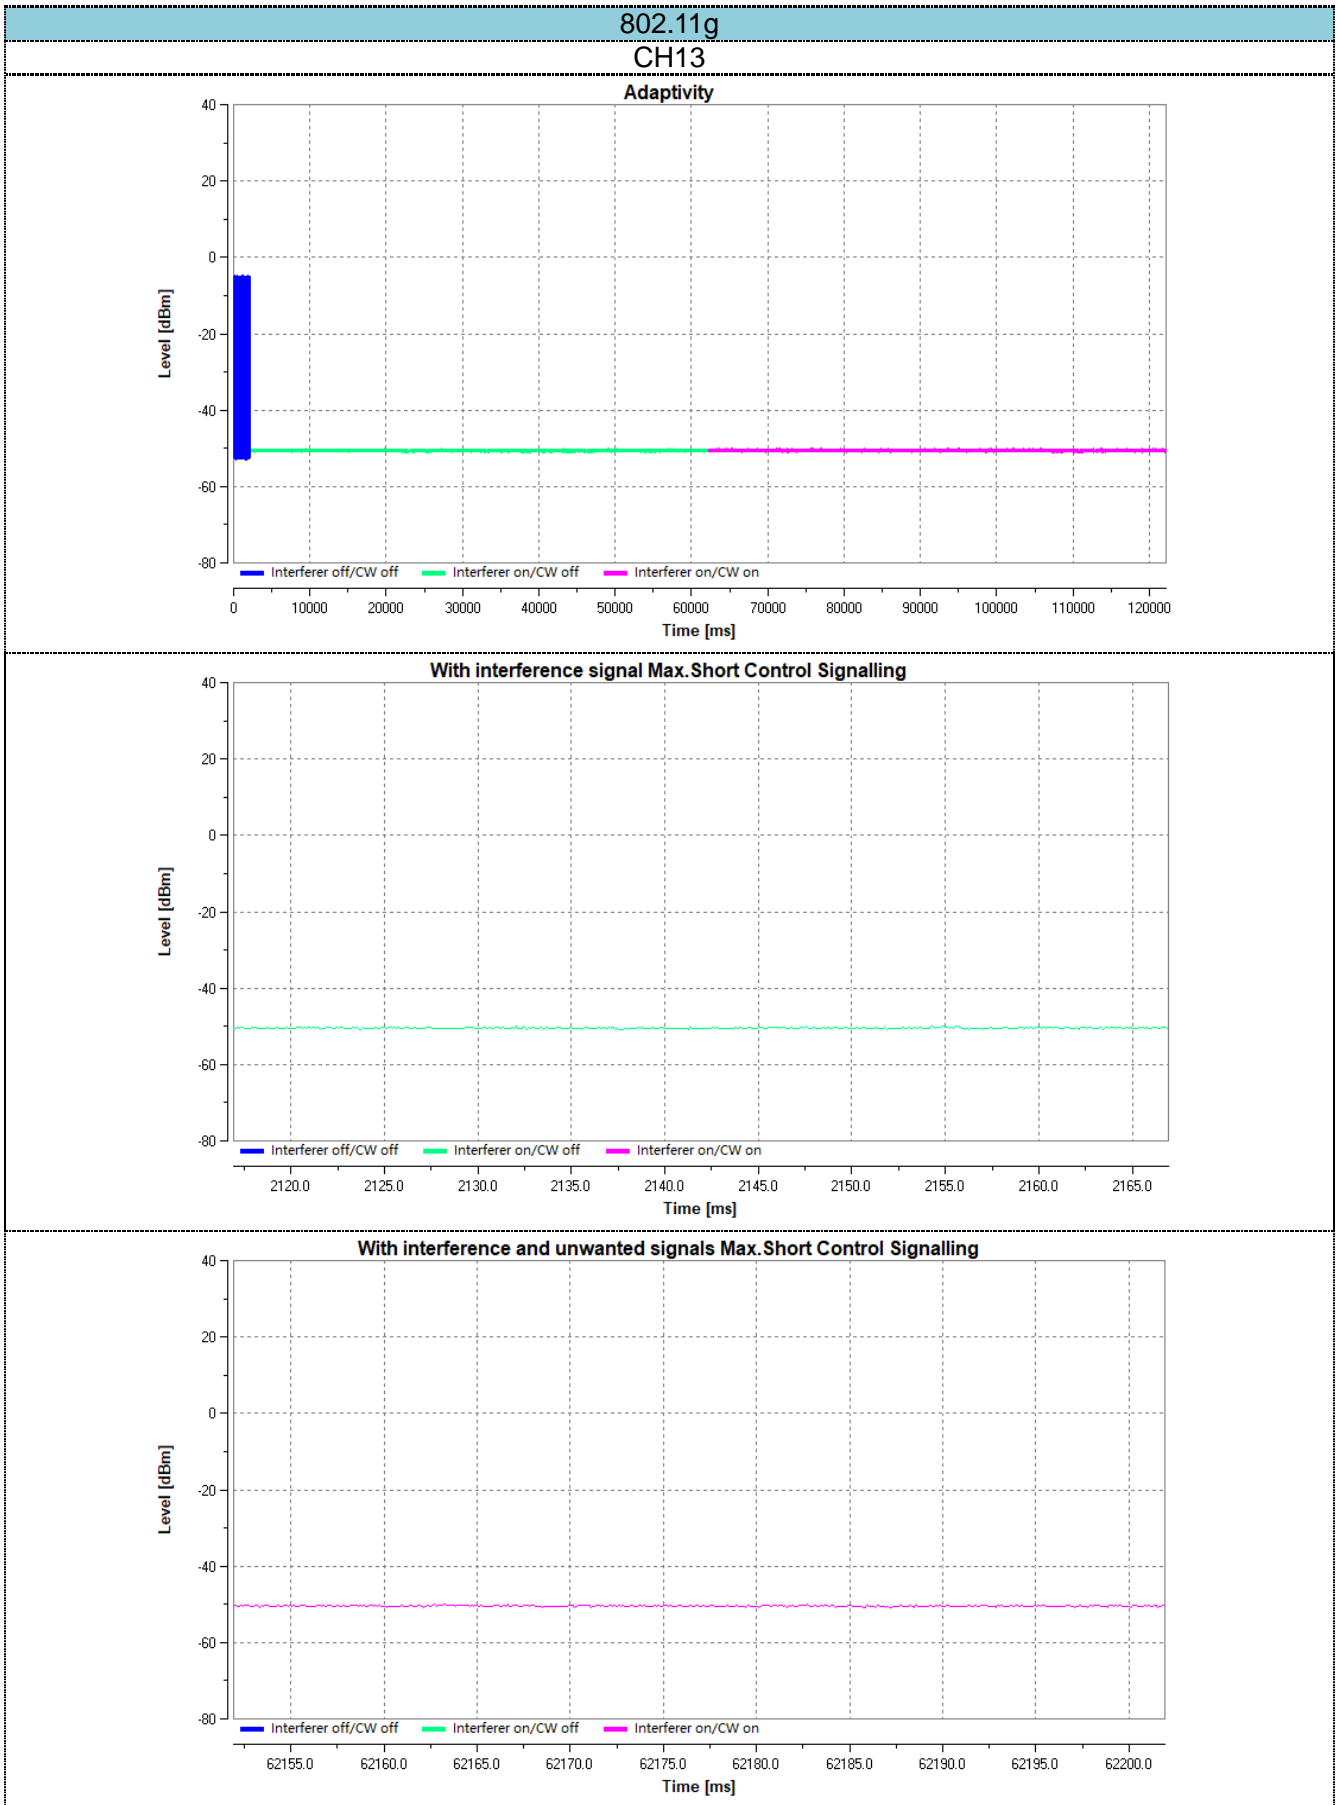 802.11g
CH13
Adaptivity
40
20
0
-20
-40
-60
-80
Level [dBm]
Interferer off/CW off Interferer on/CW off Interferer on/CW on
0 10000 20000 30000 40000 50000 60000 70000 80000 90000 100000 110000 120000
Time [ms]
With interference signal Max.Short Control Signalling
40
20
0
-20
-40
-60
-80
Level [dBm]
Interferer off/CW off Interferer on/CW off Interferer on/CW on
2120.0 2125.0 2130.0 2135.0 2140.0 2145.0 2150.0 2155.0 2160.0 2165.0
Time [ms]
With interference and unwanted signals Max.Short Control Signalling
40
20
0
-20
-40
-60
-80
Level [dBm]
Interferer off/CW off Interferer on/CW off Interferer on/CW on
62155.0 62160.0 62165.0 62170.0 62175.0 62180.0 62185.0 62190.0 62195.0 62200.0
Time [ms]